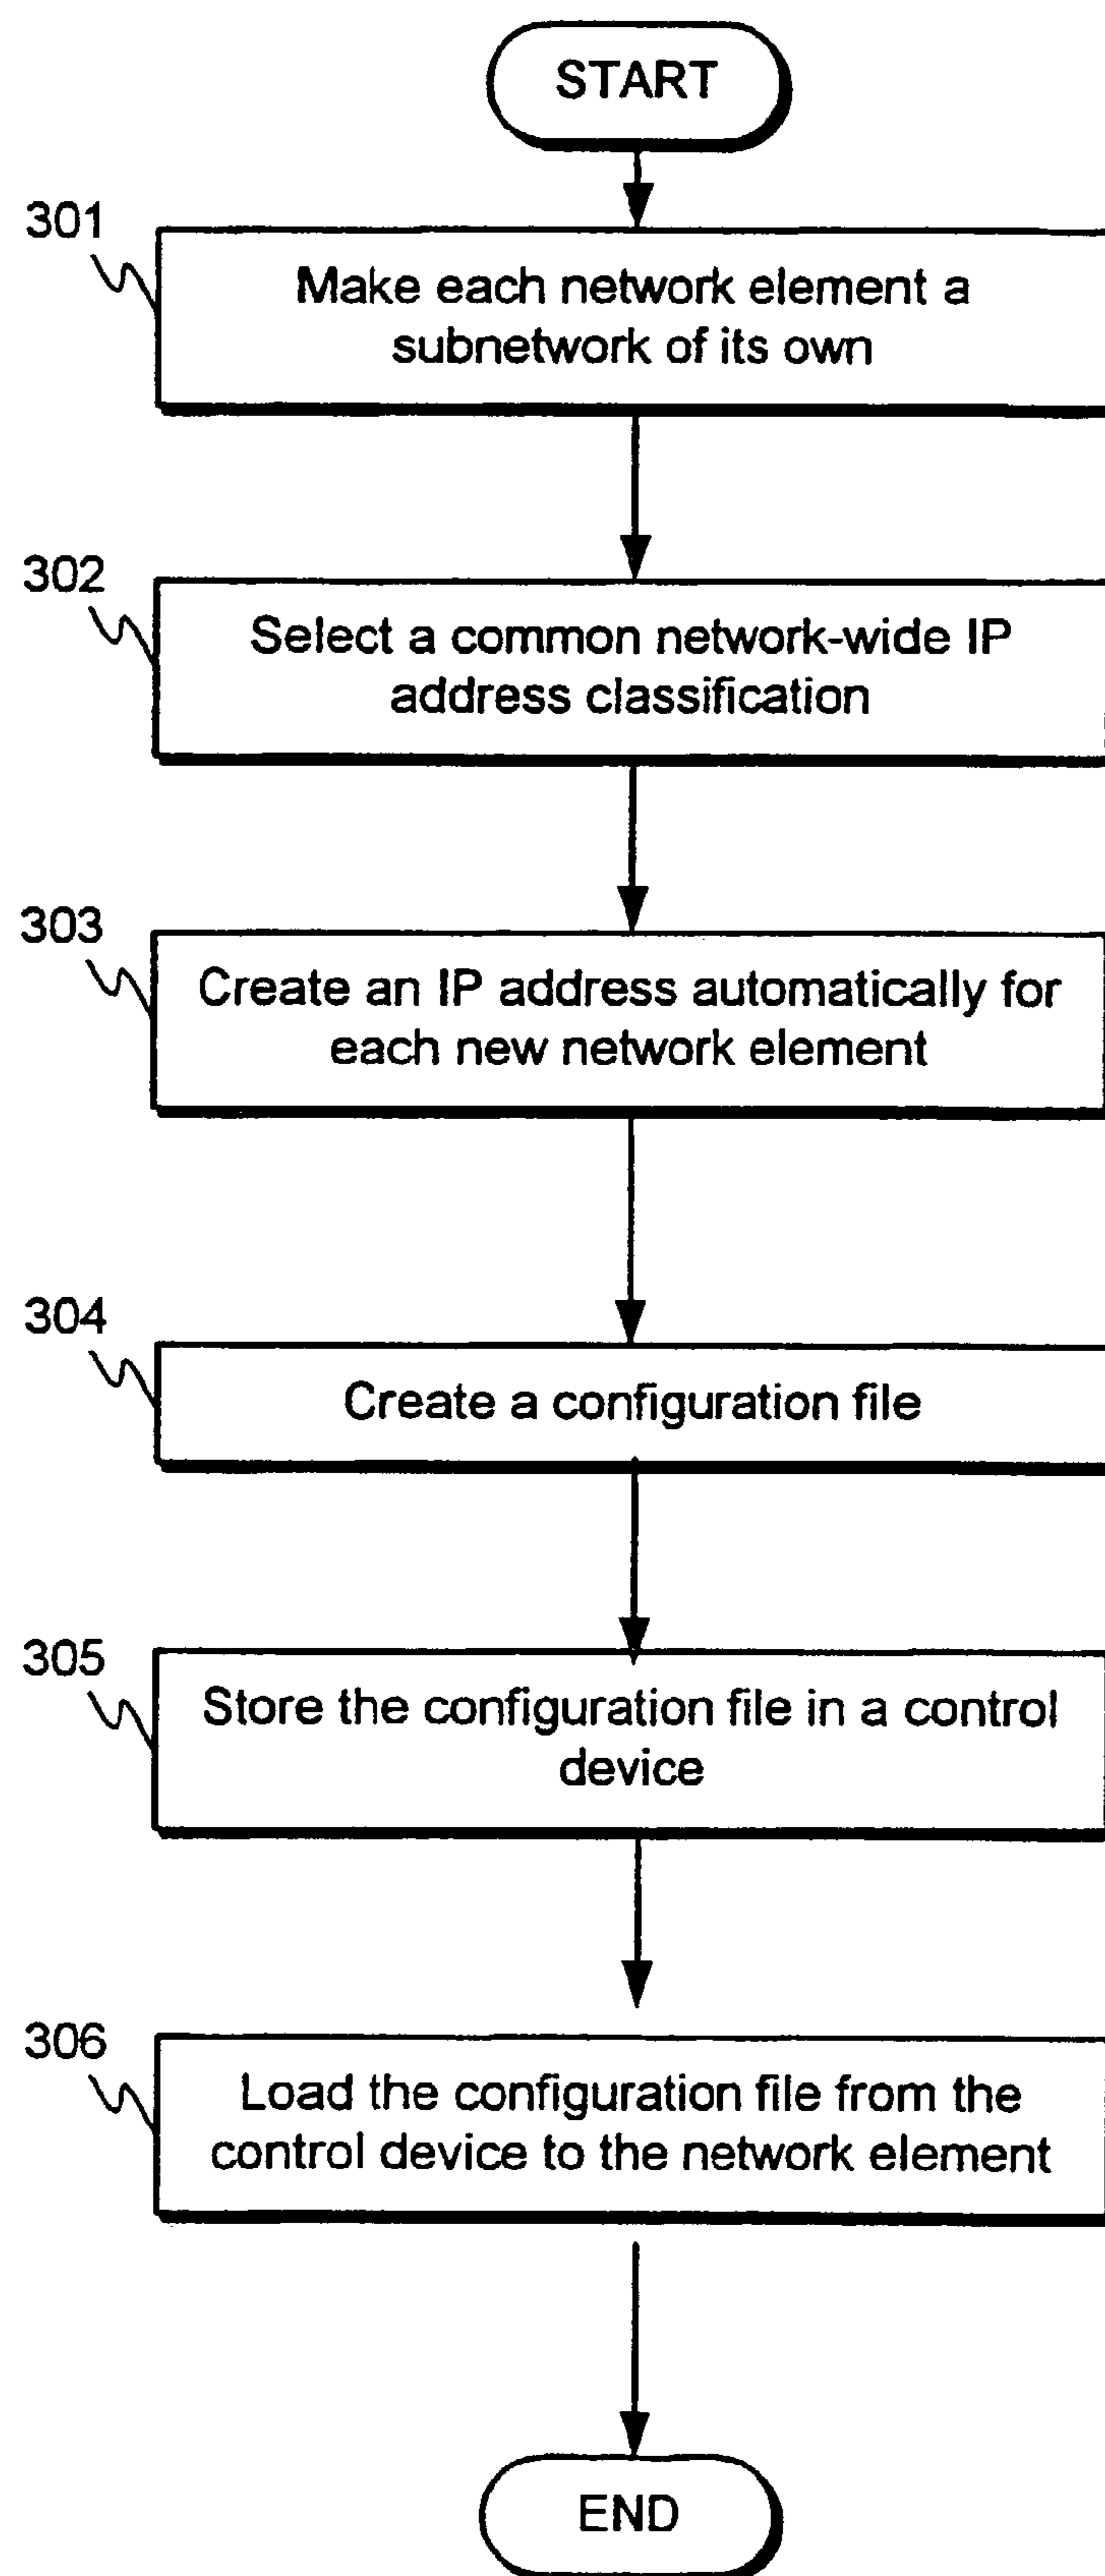 START
301
Make each network element a
subnetwork of its own
302
Select a common network-wide IP
address classification
303
Create an IP address automatically for
each new network element
304
Create a configuration file
305
Store the configuration file in a control
device
306
Load the configuration file from the
control device to the network element
END